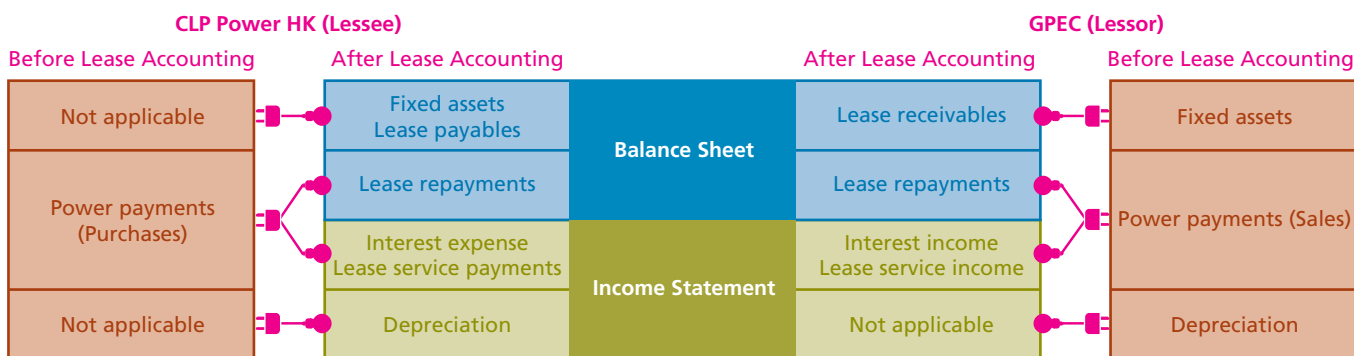 CLP Power HK (Lessee)
GPEC (Lessor)
Before Lease Accounting
After Lease Accounting
After Lease Accounting
Before Lease Accounting
Not applicable
Fixed assets
Lease payables
Balance Sheet
Lease receivables
Fixed assets
Power payments
(Purchases)
Lease repayments
Lease repayments
Power payments (Sales)
Interest expense
Lease service payments
Income Statement
Interest income
Lease service income
Not applicable
Depreciation
Not applicable
Depreciation